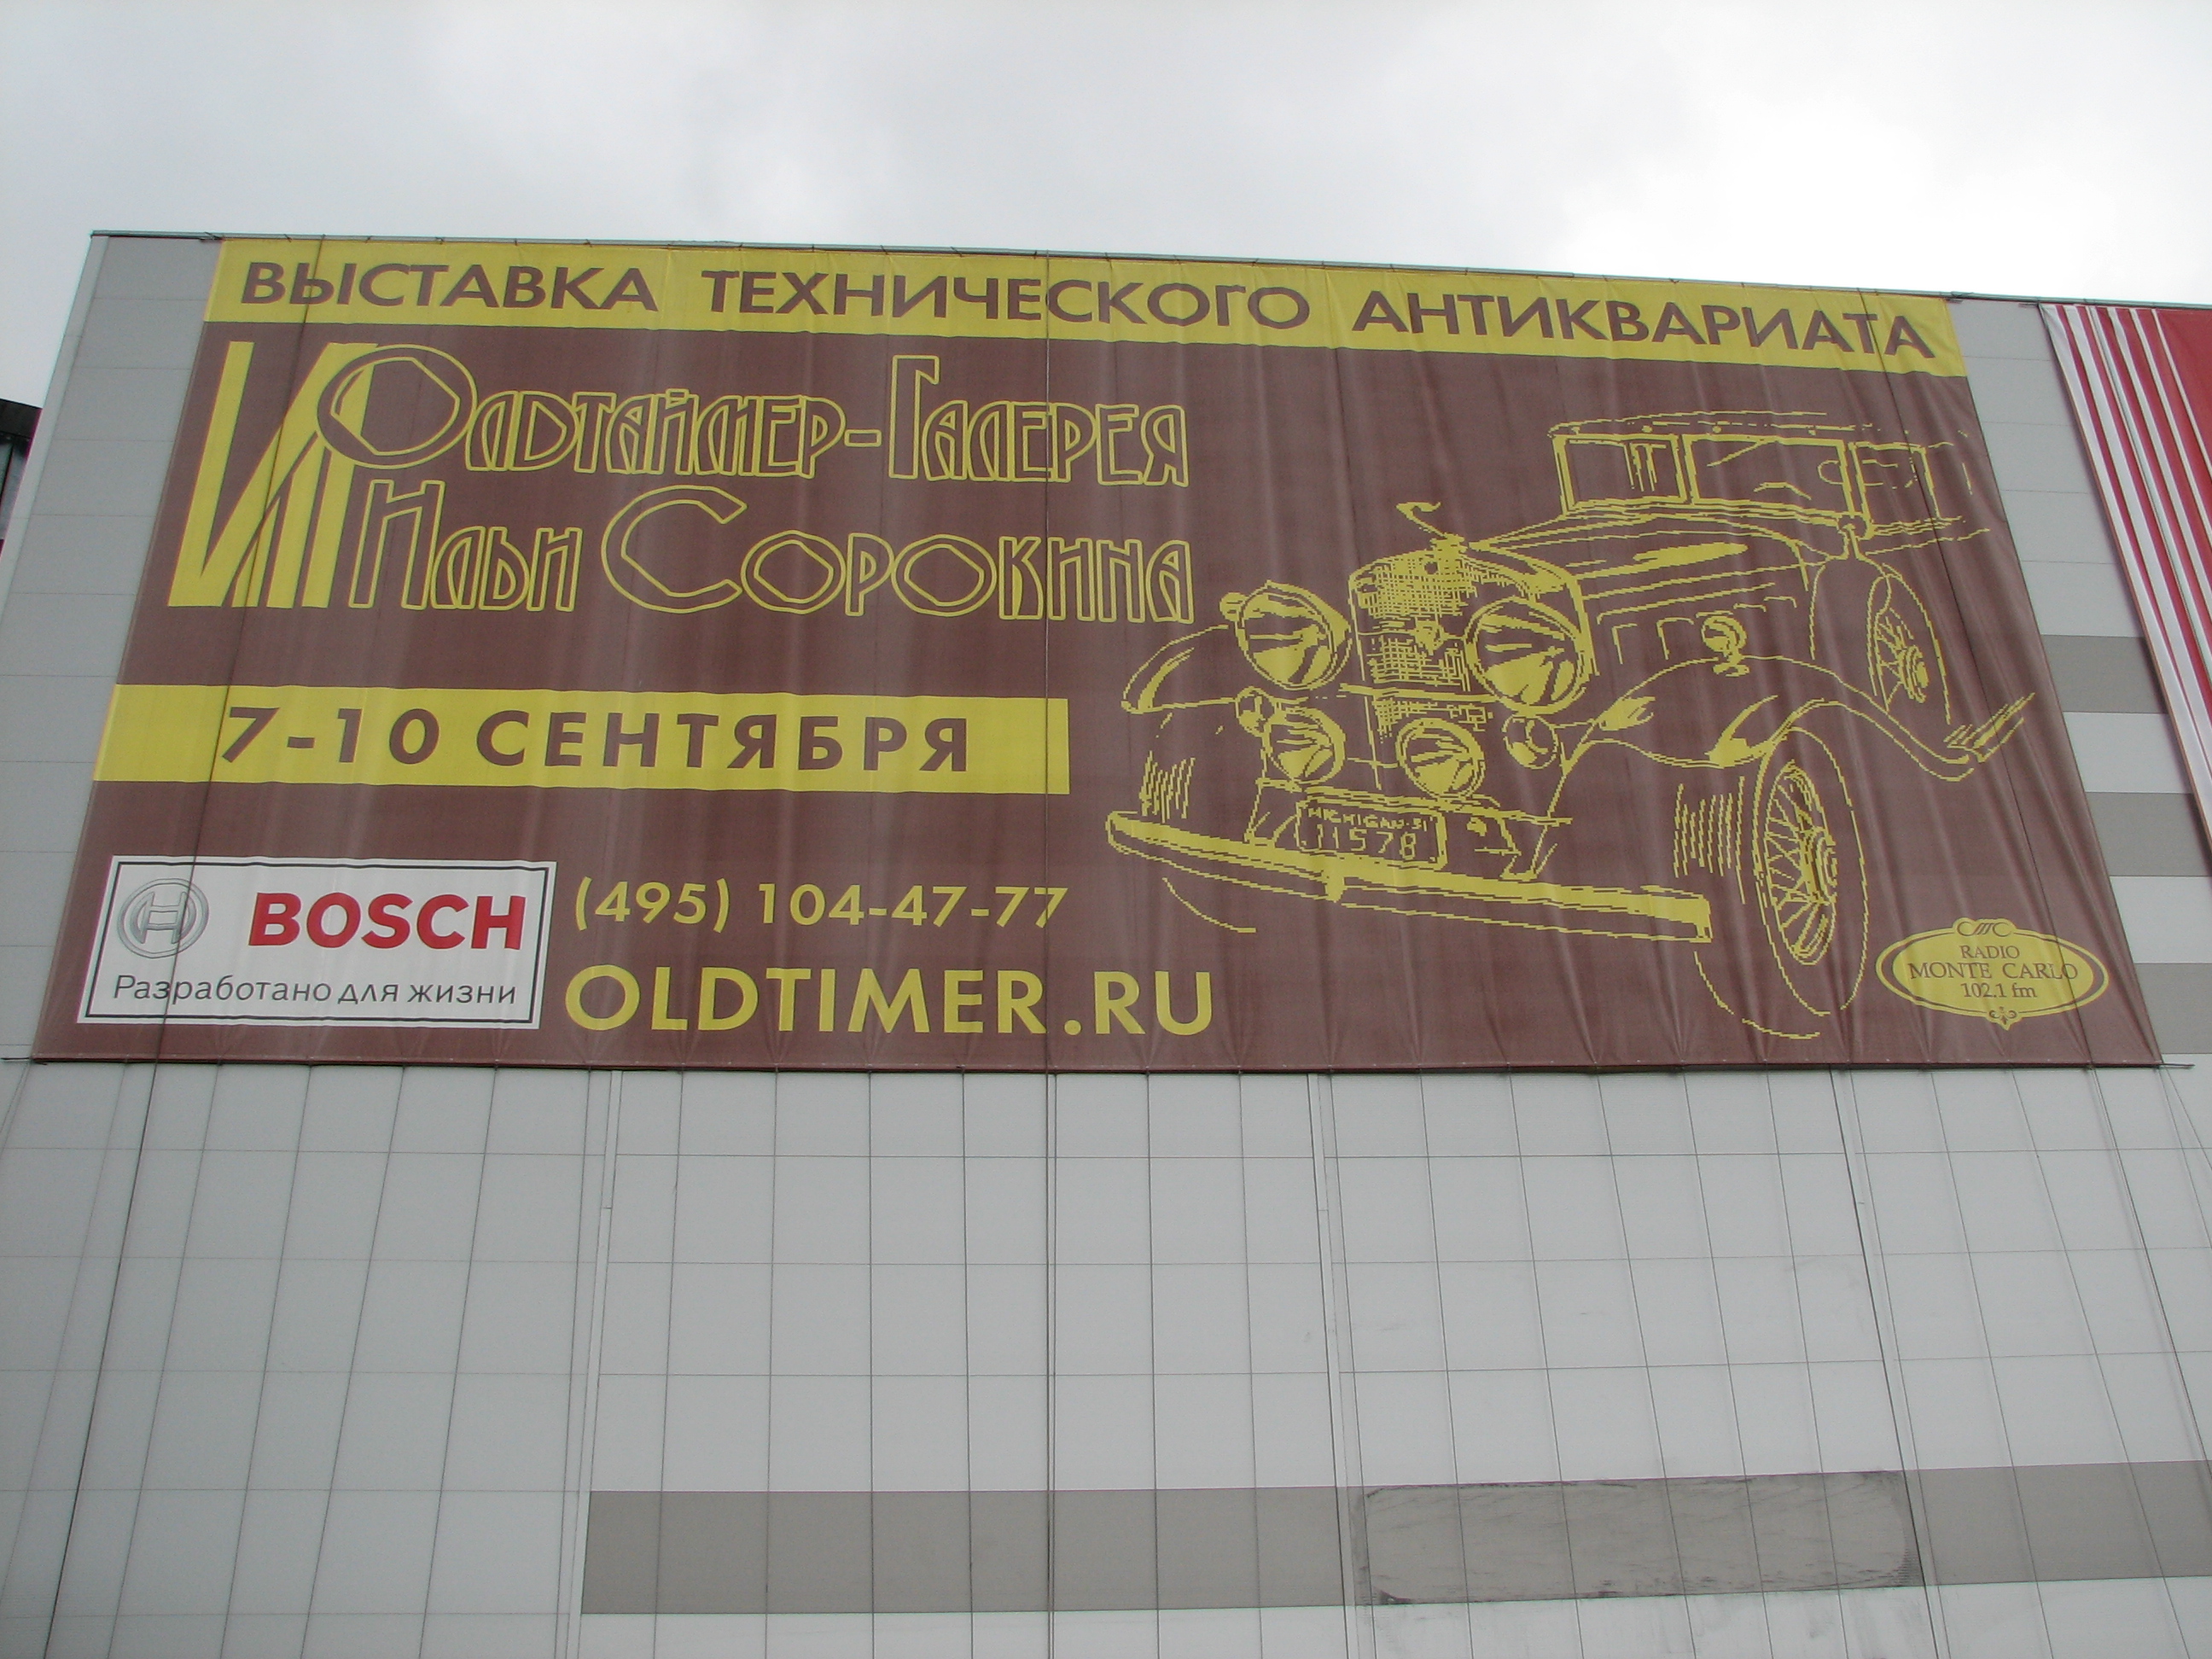 ВЫСТАВКА ТЕХНИЧЕСКОГО АНТИКВАРИАТА
Олдтаймер-Галерея
Ильи Сорокина
7-10 СЕНТЯБРЯ
BOSCH
Разработано для жизни
(495) 104-47-77
OLDTIMER.RU
MICHIGAN-31
11578
RADIO
MONTE CARLO
102,1 fm